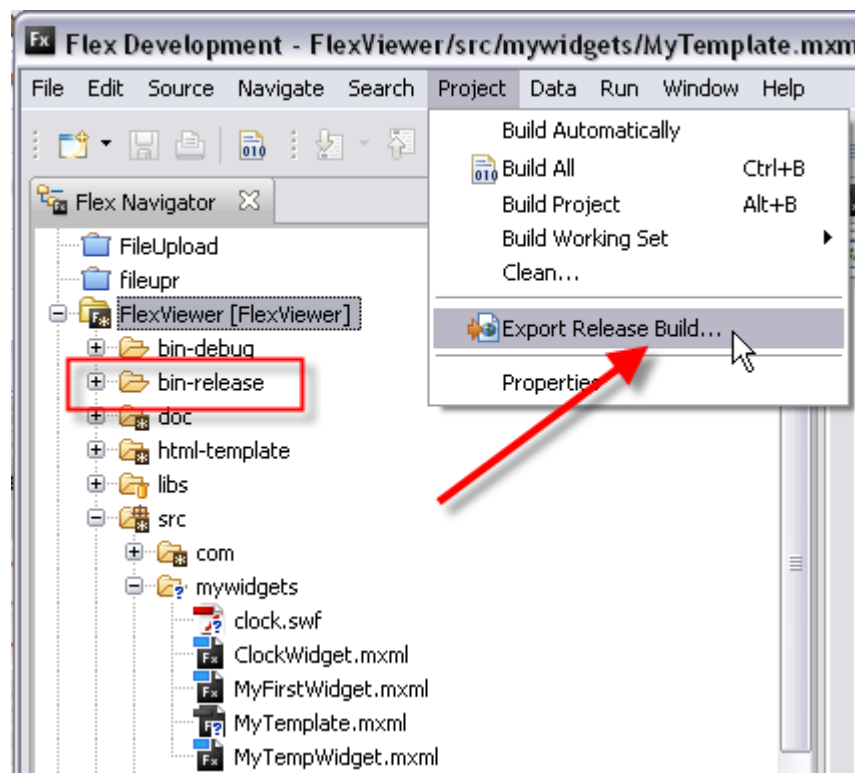 Fx Flex Development - FlexViewer/src/mywidgets/MyTemplate.mxm
File Edit Source Navigate Search Project Data Run Window Help
Build Automatically
010 Build All Ctrl+B
Build Project Alt+B
Build Working Set
Clean...
Export Release Build...
Propertie
Flex Navigator
FileUpload
fileupr
FlexViewer [FlexViewer]
bin-debug
bin-release
doc
html-template
libs
src
com
mywidgets
clock.swf
ClockWidget.mxml
MyFirstWidget.mxml
MyTemplate.mxml
MyTempWidget.mxml